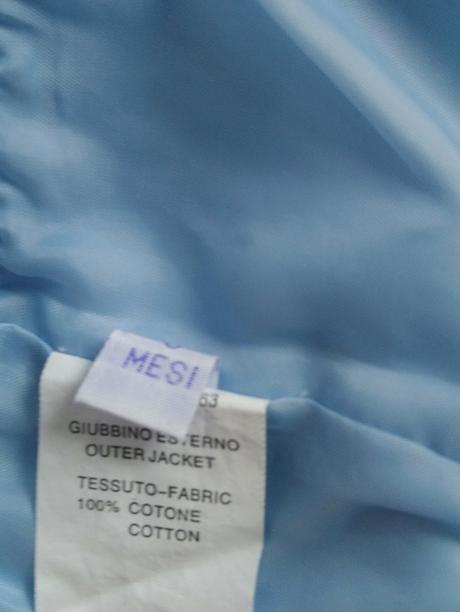 MESI
63
GIUBBINO ESTERNO
OUTER JACKET
TESSUTO-FABRIC
100% COTONE
COTTON